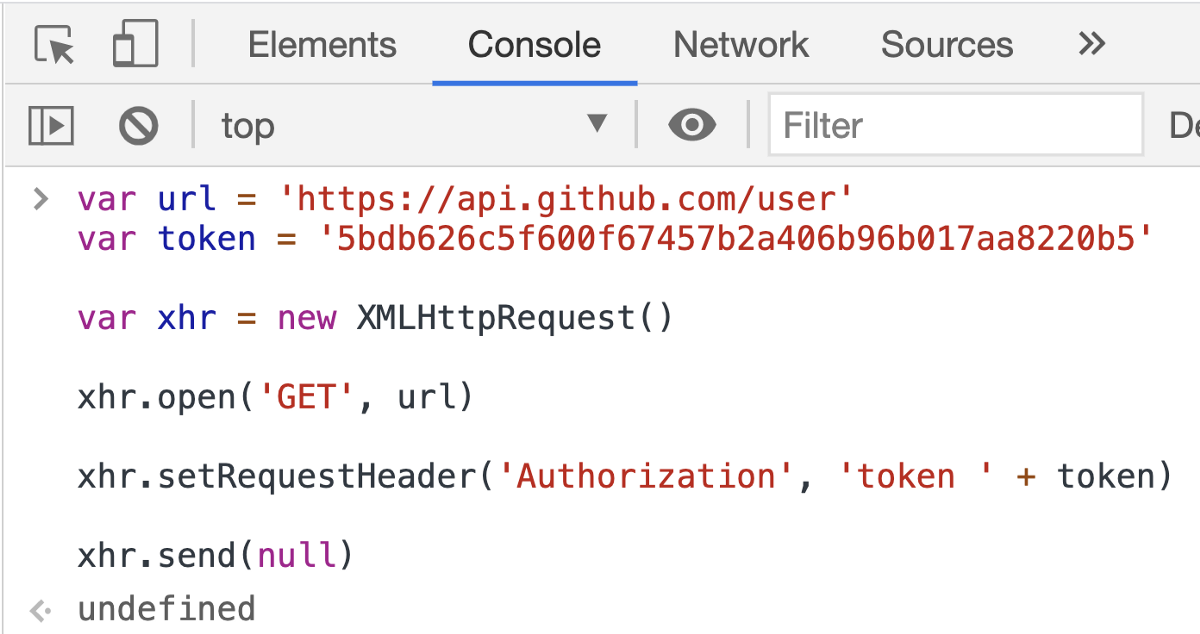 Elements Console Network Sources »
top Filter De
> var url = 'https://api.github.com/user'
var token = '5bdb626c5f600f67457b2a406b96b017aa8220b5'
var xhr = new XMLHttpRequest()
xhr.open('GET', url)
xhr.setRequestHeader('Authorization', 'token ' + token)
xhr.send(null)
undefined